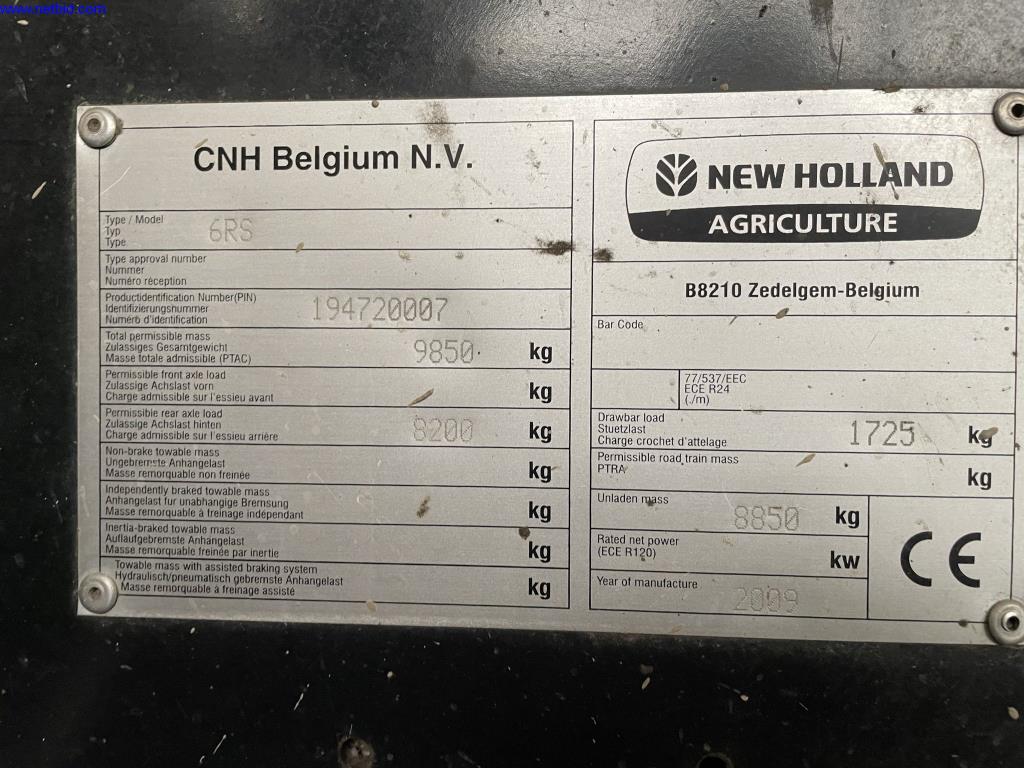 www.netbid.com
CNH Belgium N.V.
Type / Model
Typ
Type
6RS
Type approval number
Nummer
Numéro réception
Productidentification Number(PIN)
Identifizierungsnummer
Numéro d'identification
194720007
Total permissible mass
Zulassiges Gesamtgewicht
Masse totale admissible (PTAC)
9850 kg
Permissible front axle load
Zulassige Achslast vorn
Charge admissible sur l'essieu avant
kg
Permissible rear axle load
Zulassige Achslast hinten
Charge admissible sur l'essieu arrière
8200 kg
Non-brake towable mass
Ungebremste Anhangelast
Masse remorquable non freinée
kg
Independently braked towable mass
Anhangelast fur unabhangige Bremsung
Masse remorquable à freinage indépendant
kg
Inertia-braked towable mass
Auflaufgebremste Anhangelast
Masse remorquable freinée par inertie
kg
Towable mass with assisted braking system
Hydraulisch/pneumatisch gebremste Anhangelast
Masse remorquable à freinage assisté
kg
NEW HOLLAND
AGRICULTURE
B8210 Zedelgem-Belgium
Bar Code
77/537/EEC
ECE R24
(./m)
Drawbar load
Stuetzlast
Charge crochet d'attelage
1725 kg
Permissible road train mass
PTRA
kg
Unladen mass
8850 kg
Rated net power
(ECE R120)
kw
Year of manufacture
2009
CE